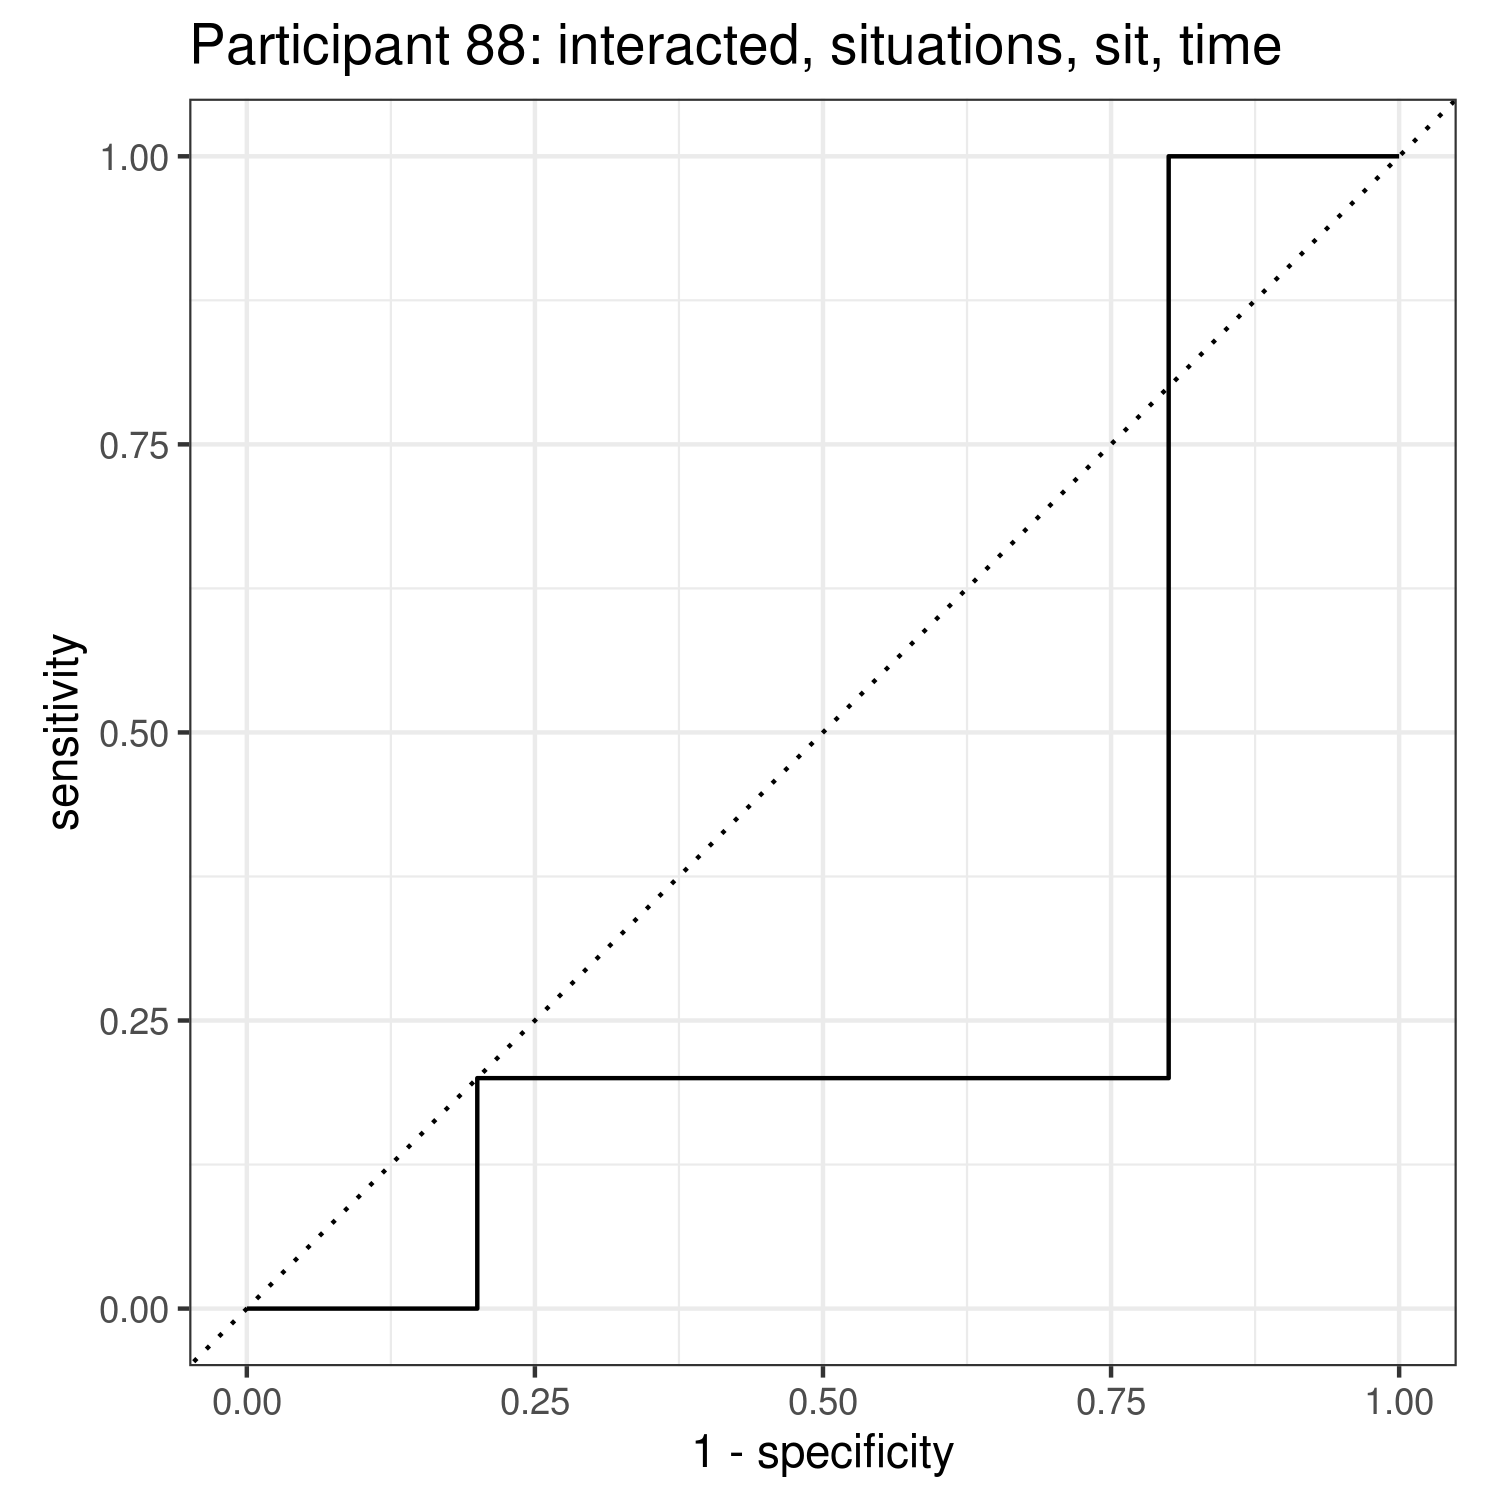 Participant 88: interacted, situations, sit, time
1.00
0.75
0.50
0.25
0.00
sensitivity
0.00 0.25 0.50 0.75 1.00
1 - specificity